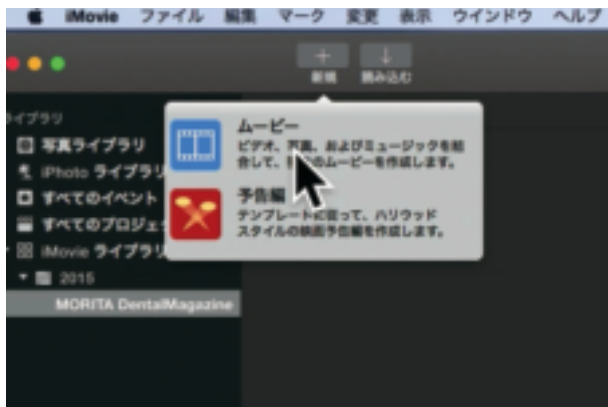 iMovie ファイル 編集 マーク 変更 表示 ウインドウ ヘルプ
新規 読み込む
ライブラリ
写真ライブラリ
iPhoto ライブラリ
すべてのイベント
すべてのプロジェ
iMovie ライブラリ
2015
MORITA DentalMagazine
ムービー
ビデオ、写真、およびミュージックを組
合して、のムービーを作成します。
予告編
テンプレートに従って、ハリウッド
スタイルの映画予告編を作成します。